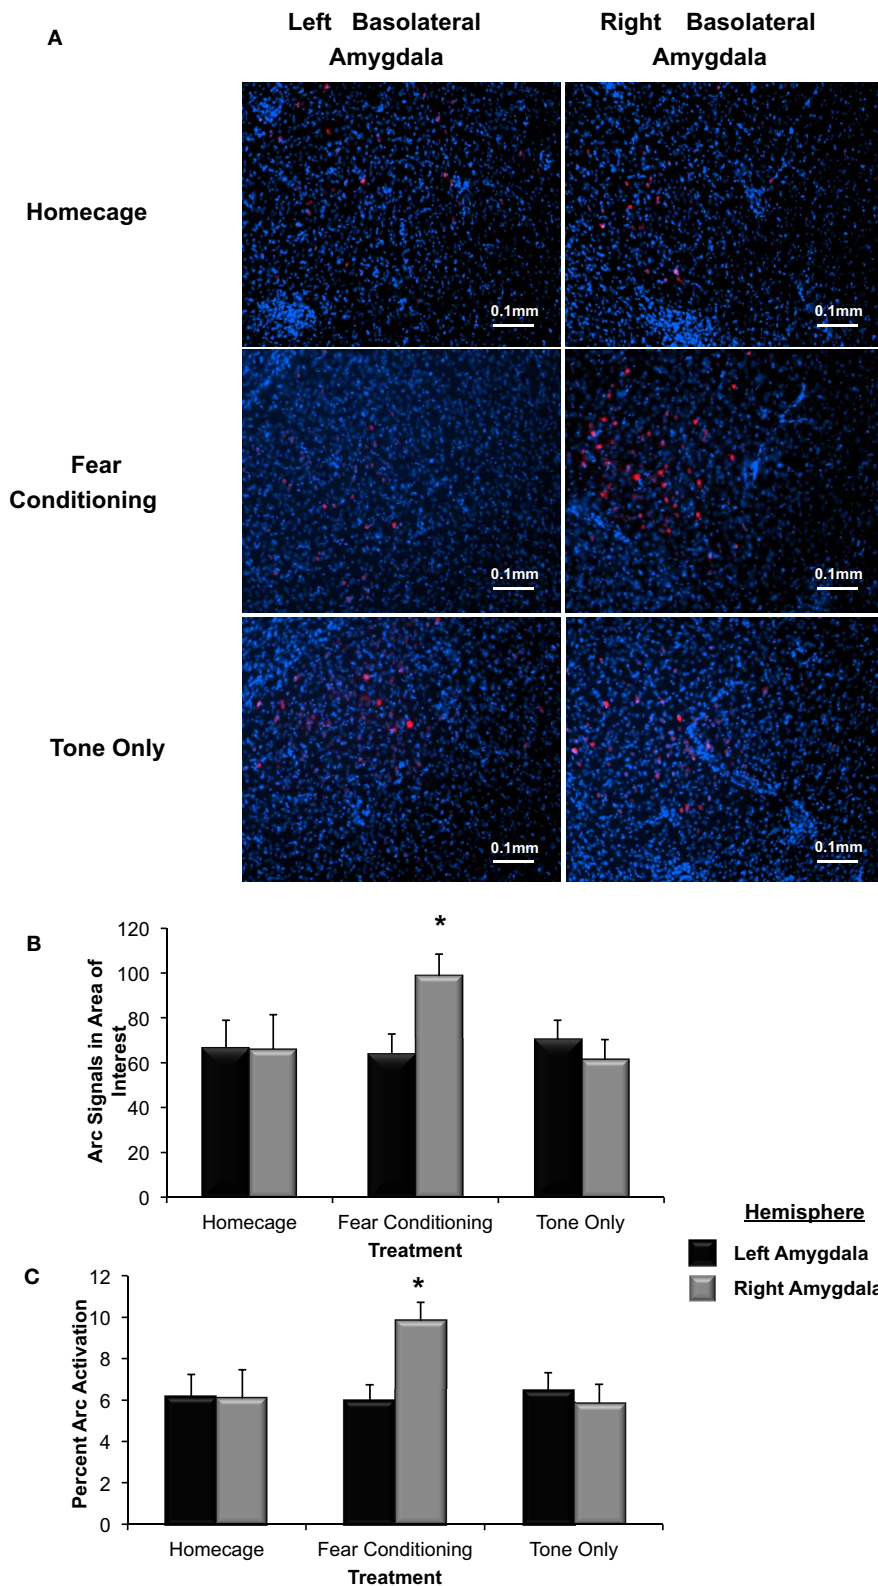 A
Left Basolateral
Amygdala
Right Basolateral
Amygdala
Homecage
0.1mm
0.1mm
Fear
Conditioning
0.1mm
0.1mm
Tone Only
0.1mm
0.1mm
B
Arc Signals in Area of
Interest
120
100
80
60
40
20
0
*
Homecage
Fear Conditioning
Tone Only
Treatment
Hemisphere
Left Amygdala
Right Amygdala
C
Percent Arc Activation
12
10
8
6
4
2
0
*
Homecage
Fear Conditioning
Tone Only
Treatment